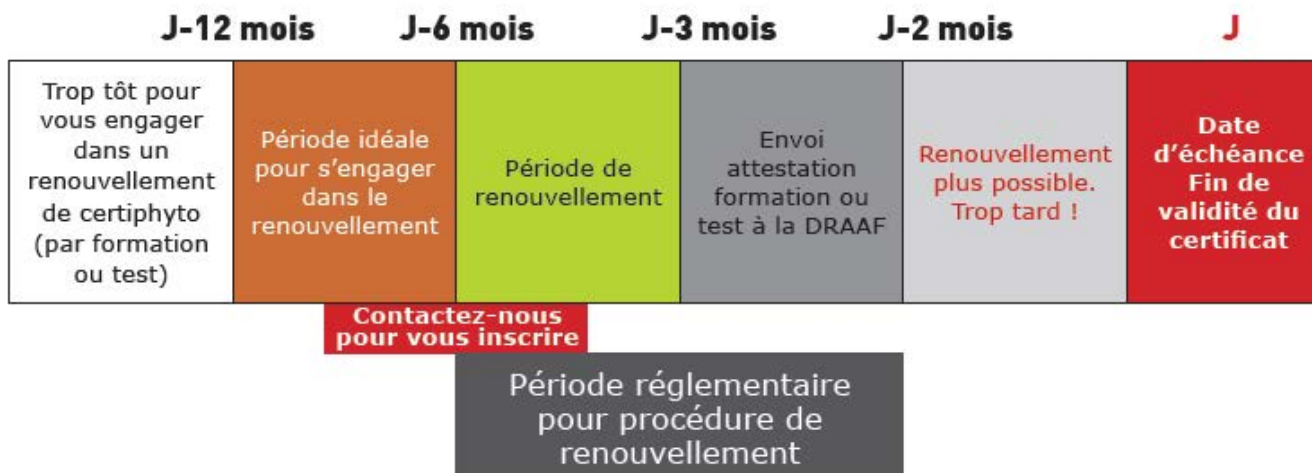 J-12 mois
J-6 mois
J-3 mois
J-2 mois
J
Trop tôt pour
vous engager
dans un
renouvellement
de certiphyto
(par formation
ou test)
Période idéale
pour s’engager
dans le
renouvellement
Période de
renouvellement
Envoi
attestation
formation ou
test à la DRAAF
Renouvellement
plus possible.
Trop tard !
Date
d’échéance
Fin de
validité du
certificat
Contactez-nous
pour vous inscrire
Période réglementaire
pour procédure de
renouvellement